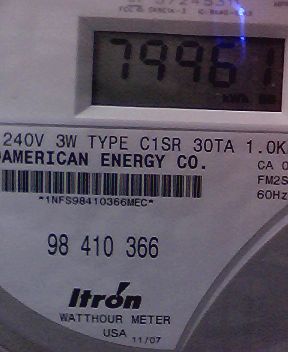 79961
240V 3W TYPE C1SR 30TA 1.0K
AMERICAN ENERGY CO. CA 0
FM2S
60Hz
*1NFS98410366MEC*
98 410 366
Itron
WATTHOUR METER
USA 11/07